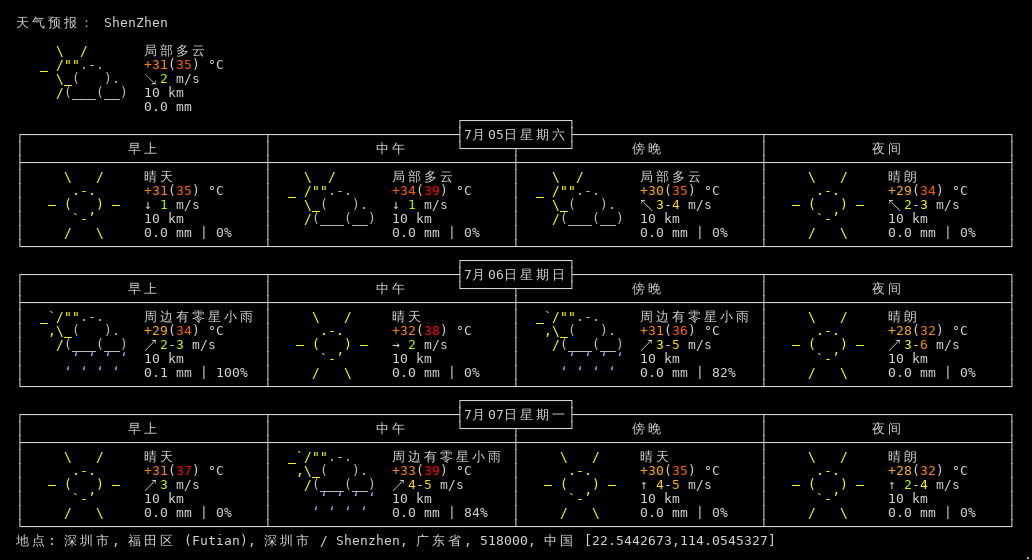 天气预报： ShenZhen
局部多云
+31(35) °C
↘2 m/s
10 km
0.0 mm
7月05日星期六
早上 中午 傍晚 夜间
晴天 局部多云 局部多云 晴朗
+31(35) °C +34(39) °C +30(35) °C +29(34) °C
↓ 1 m/s ↓ 1 m/s ↖3-4 m/s ↖2-3 m/s
10 km 10 km 10 km 10 km
0.0 mm | 0% 0.0 mm | 0% 0.0 mm | 0% 0.0 mm | 0%
7月06日星期日
早上 中午 傍晚 夜间
周边有零星小雨 晴天 周边有零星小雨 晴朗
+29(34) °C +32(38) °C +31(36) °C +28(32) °C
↗2-3 m/s → 2 m/s ↗3-5 m/s ↗3-6 m/s
10 km 10 km 10 km 10 km
0.1 mm | 100% 0.0 mm | 0% 0.0 mm | 82% 0.0 mm | 0%
7月07日星期一
早上 中午 傍晚 夜间
晴天 周边有零星小雨 晴天 晴朗
+31(37) °C +33(39) °C +30(35) °C +28(32) °C
↗3 m/s ↗4-5 m/s ↑ 4-5 m/s ↑ 2-4 m/s
10 km 10 km 10 km 10 km
0.0 mm | 0% 0.0 mm | 84% 0.0 mm | 0% 0.0 mm | 0%
地点: 深圳市, 福田区 (Futian), 深圳市 / Shenzhen, 广东省, 518000, 中国 [22.5442673,114.0545327]